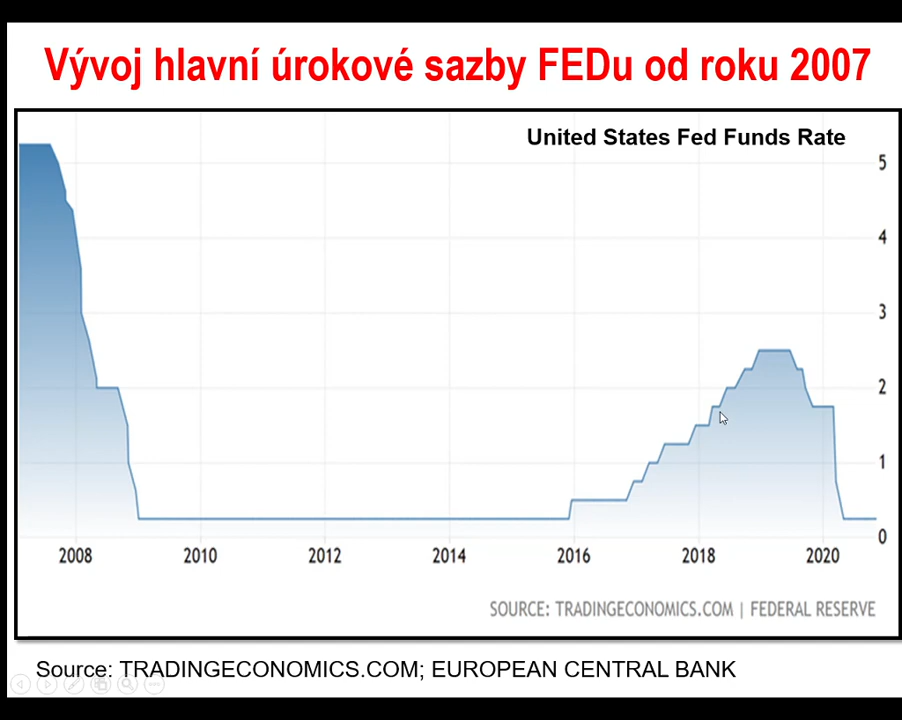 Vývoj hlavní úrokové sazby FEDu od roku 2007
United States Fed Funds Rate
5
4
3
2
1
0
2008 2010 2012 2014 2016 2018 2020
SOURCE: TRADINGECONOMICS.COM | FEDERAL RESERVE
Source: TRADINGECONOMICS.COM; EUROPEAN CENTRAL BANK